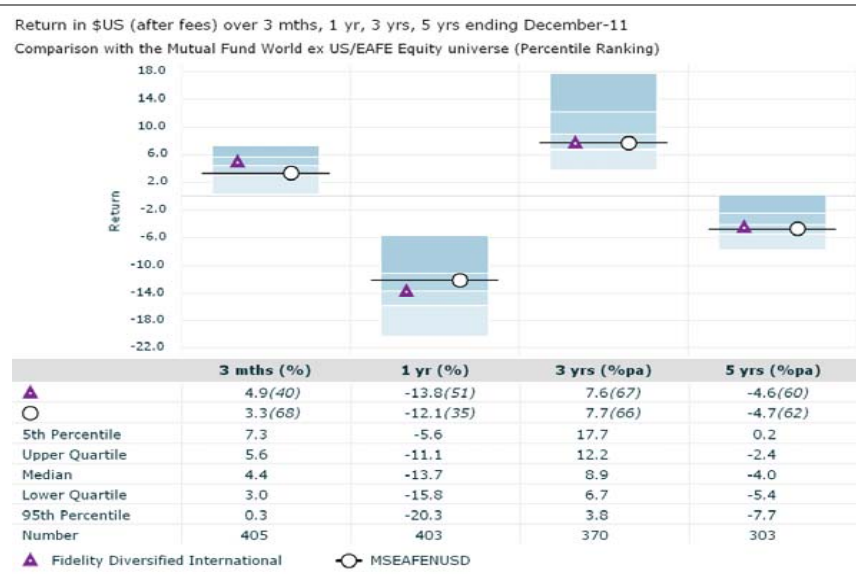 Return in $US (after fees) over 3 mths, 1 yr, 3 yrs, 5 yrs ending December-11
Comparison with the Mutual Fund World ex US/EAFE Equity universe (Percentile Ranking)
18.0
14.0
10.0
6.0
2.0
-2.0
-6.0
-10.0
-14.0
-18.0
-22.0
Return
3 mths (%) 1 yr (%) 3 yrs (%pa) 5 yrs (%pa)
4.9(40) -13.8(51) 7.6(67) -4.6(60)
3.3(68) -12.1(35) 7.7(66) -4.7(62)
5th Percentile 7.3 -5.6 17.7 0.2
Upper Quartile 5.6 -11.1 12.2 -2.4
Median 4.4 -13.7 8.9 -4.0
Lower Quartile 3.0 -15.8 6.7 -5.4
95th Percentile 0.3 -20.3 3.8 -7.7
Number 405 403 370 303
Fidelity Diversified International MSEAFENUSD